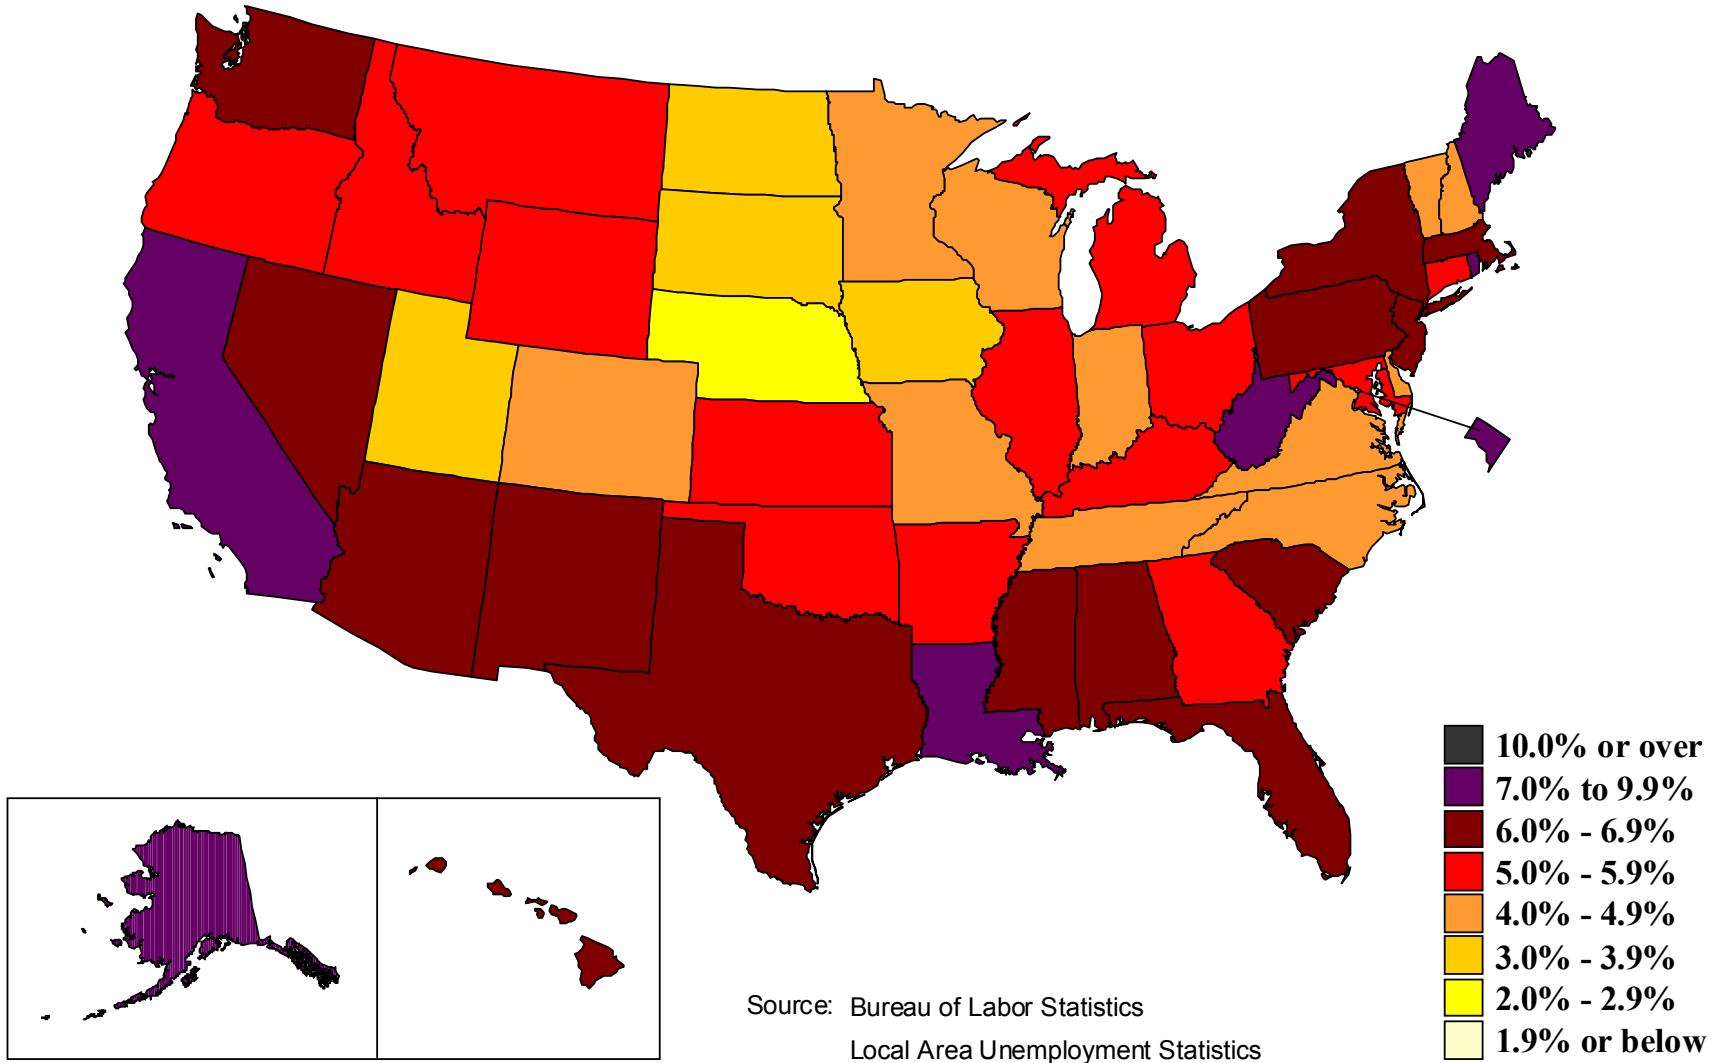 10.0% or over
7.0% to 9.9%
6.0% - 6.9%
5.0% - 5.9%
4.0% - 4.9%
3.0% - 3.9%
2.0% - 2.9%
1.9% or below
Source: Bureau of Labor Statistics
Local Area Unemployment Statistics